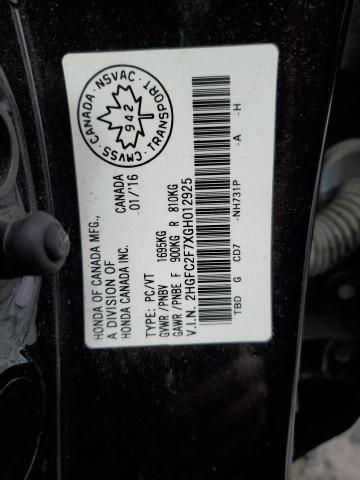 HONDA OF CANADA MFG.,
A DIVISION OF
HONDA CANADA INC.
CANADA
01/16
TYPE: PC/VT
GVWR/PNBV 1695KG
GAWR/PNBE F 900KG R 810KG
V.I.N. 2HGFC2F7XGH012925
TBD G CD7 -NH731P -A -H
CANADA · NSVAC · TRANSPORT · CMVSS
942